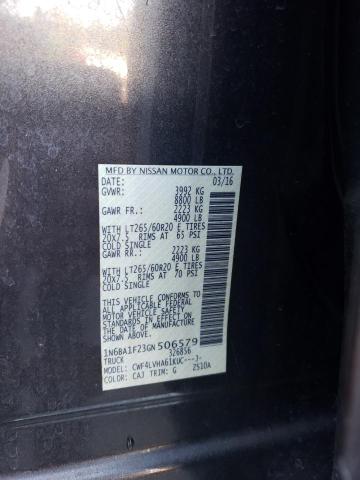 MFD BY NISSAN MOTOR CO., LTD.
DATE: 03/16
GVWR: 3992 KG
8800 LB
GAWR FR.: 2223 KG
4900 LB
WITH LT265/60R20 E TIRES
20X7.5 RIMS AT 65 PSI
COLD SINGLE
GAWR RR.: 2223 KG
4900 LB
WITH LT265/60R20 E TIRES
20X7.5 RIMS AT 70 PSI
COLD SINGLE
THIS VEHICLE CONFORMS TO
ALL APPLICABLE FEDERAL
MOTOR VEHICLE SAFETY
STANDARDS IN EFFECT ON
THE DATE OF MANUFACTURE
SHOWN ABOVE.
1N6BA1F23GN506579
TRUCK 326856
MODEL: CWF4LVHA61KUC---J-
COLOR: CAJ TRIM: G ZS10A